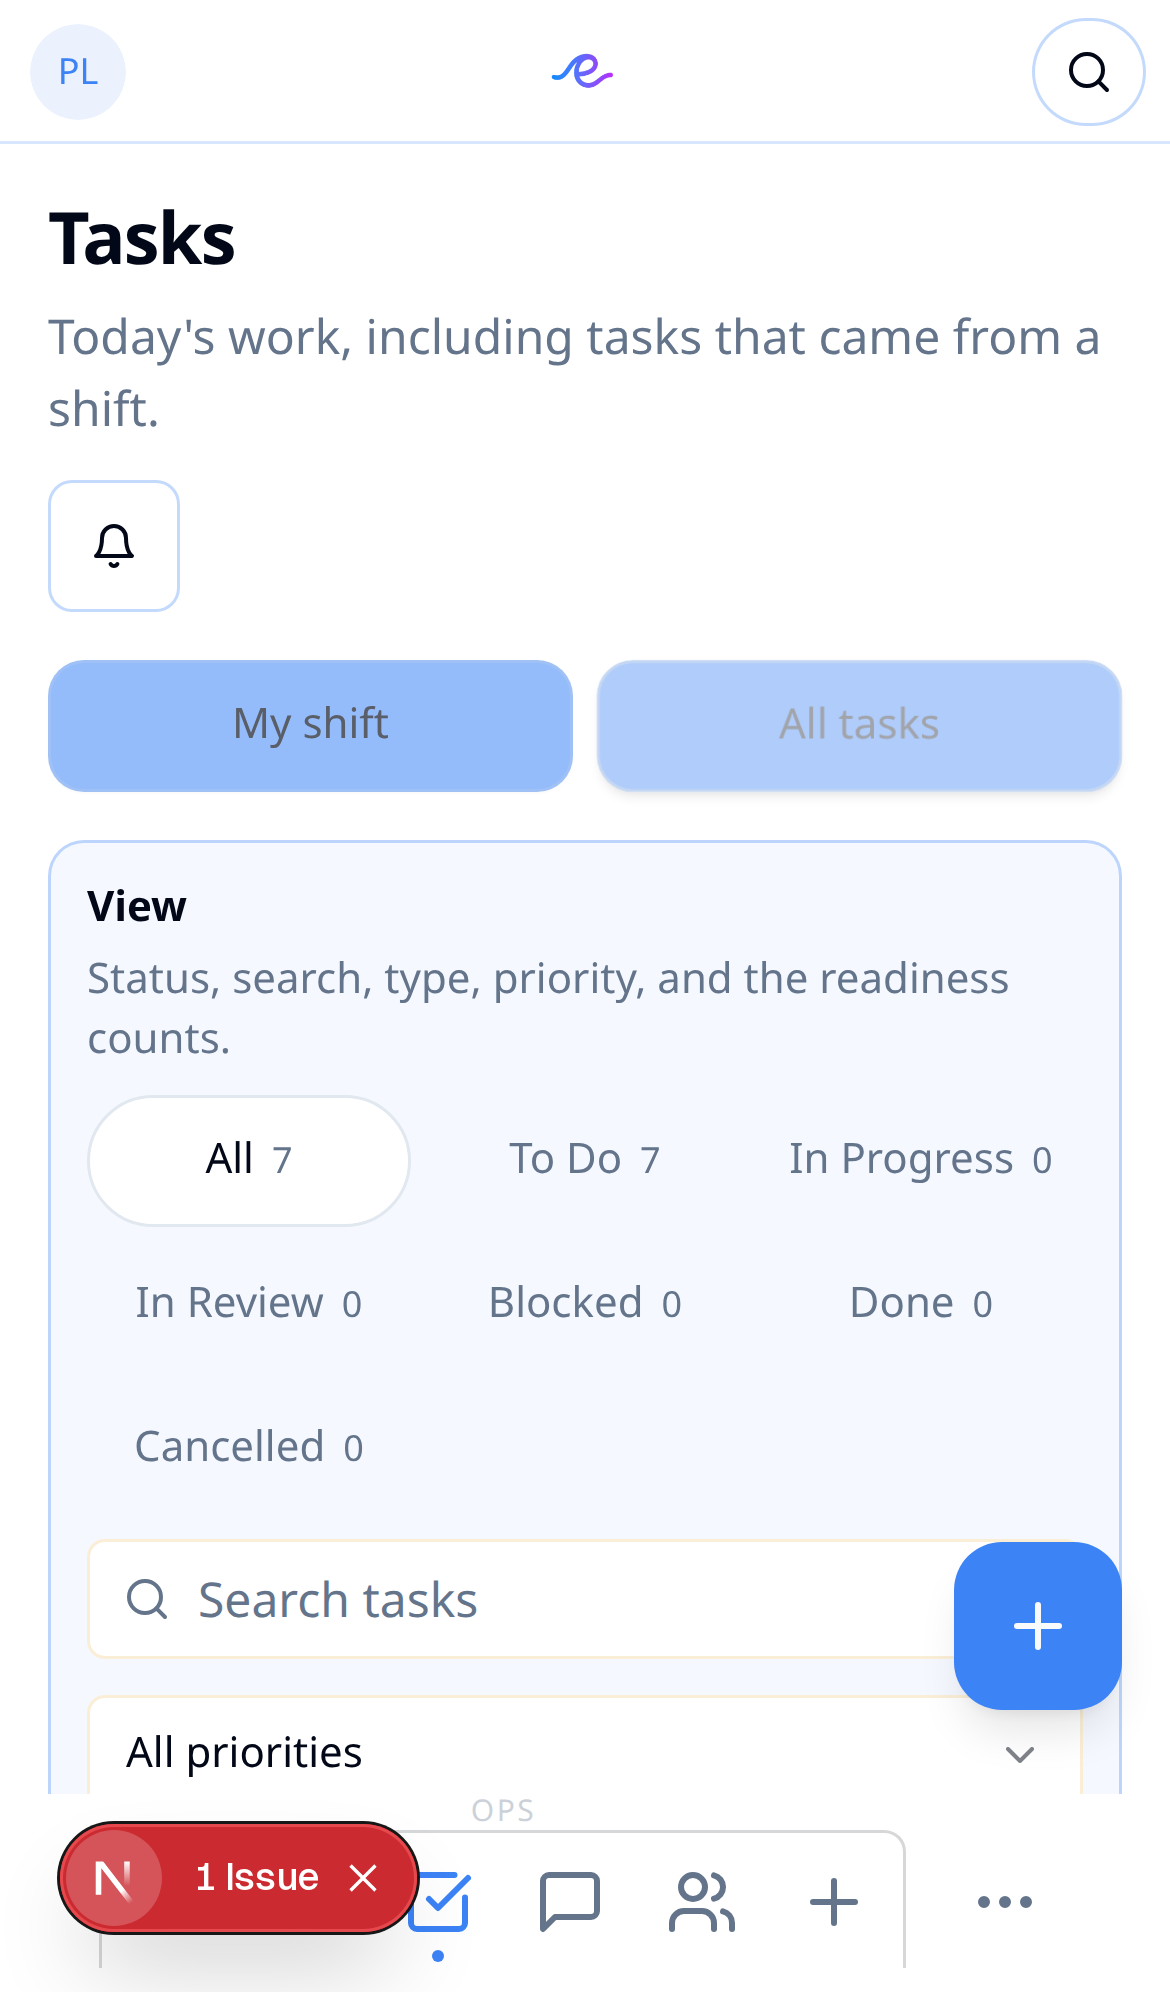 PL
Tasks
Today's work, including tasks that came from a
shift.
My shift
All tasks
View
Status, search, type, priority, and the readiness
counts.
All 7
To Do 7
In Progress 0
In Review 0
Blocked 0
Done 0
Cancelled 0
Search tasks
All priorities
OPS
N
1 Issue